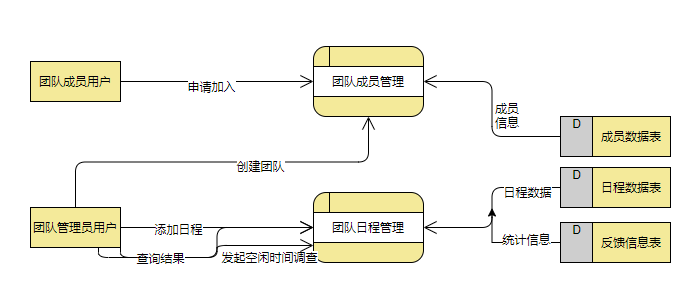 团队成员用户
申请加入
团队成员管理
成员
信息
D
成员数据表
创建团队
D
日程数据表
日程数据
团队管理员用户
添加日程
团队日程管理
统计信息
D
反馈信息表
查询结果
发起空闲时间调查